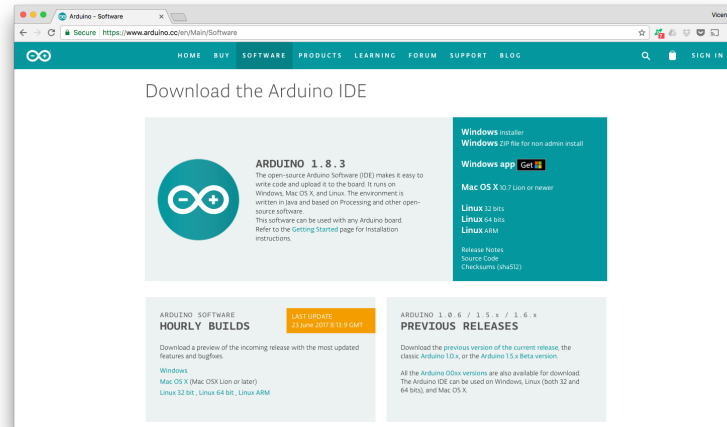 Arduino - Software
Vicen
Secure https://www.arduino.cc/en/Main/Software
HOME BUY SOFTWARE PRODUCTS LEARNING FORUM SUPPORT BLOG SIGN IN
Download the Arduino IDE
ARDUINO 1.8.3
The open-source Arduino Software (IDE) makes it easy to
write code and upload it to the board. It runs on
Windows, Mac OS X, and Linux. The environment is
written in Java and based on Processing and other open-
source software.
This software can be used with any Arduino board.
Refer to the Getting Started page for Installation
instructions.
Windows Installer
Windows ZIP file for non admin install
Windows app Get
Mac OS X 10.7 Lion or newer
Linux 32 bits
Linux 64 bits
Linux ARM
Release Notes
Source Code
Checksums (sha512)
ARDUINO SOFTWARE
HOURLY BUILDS
LAST UPDATE
23 June 2017 8:13:9 GMT
Download a preview of the incoming release with the most updated
features and bugfixes.
Windows
Mac OS X (Mac OSX Lion or later)
Linux 32 bit , Linux 64 bit , Linux ARM
ARDUINO 1.0.6 / 1.5.x / 1.6.x
PREVIOUS RELEASES
Download the previous version of the current release, the
classic Arduino 1.0.x, or the Arduino 1.5.x Beta version.
All the Arduino 00xx versions are also available for download.
The Arduino IDE can be used on Windows, Linux (both 32 and
64 bits), and Mac OS X.